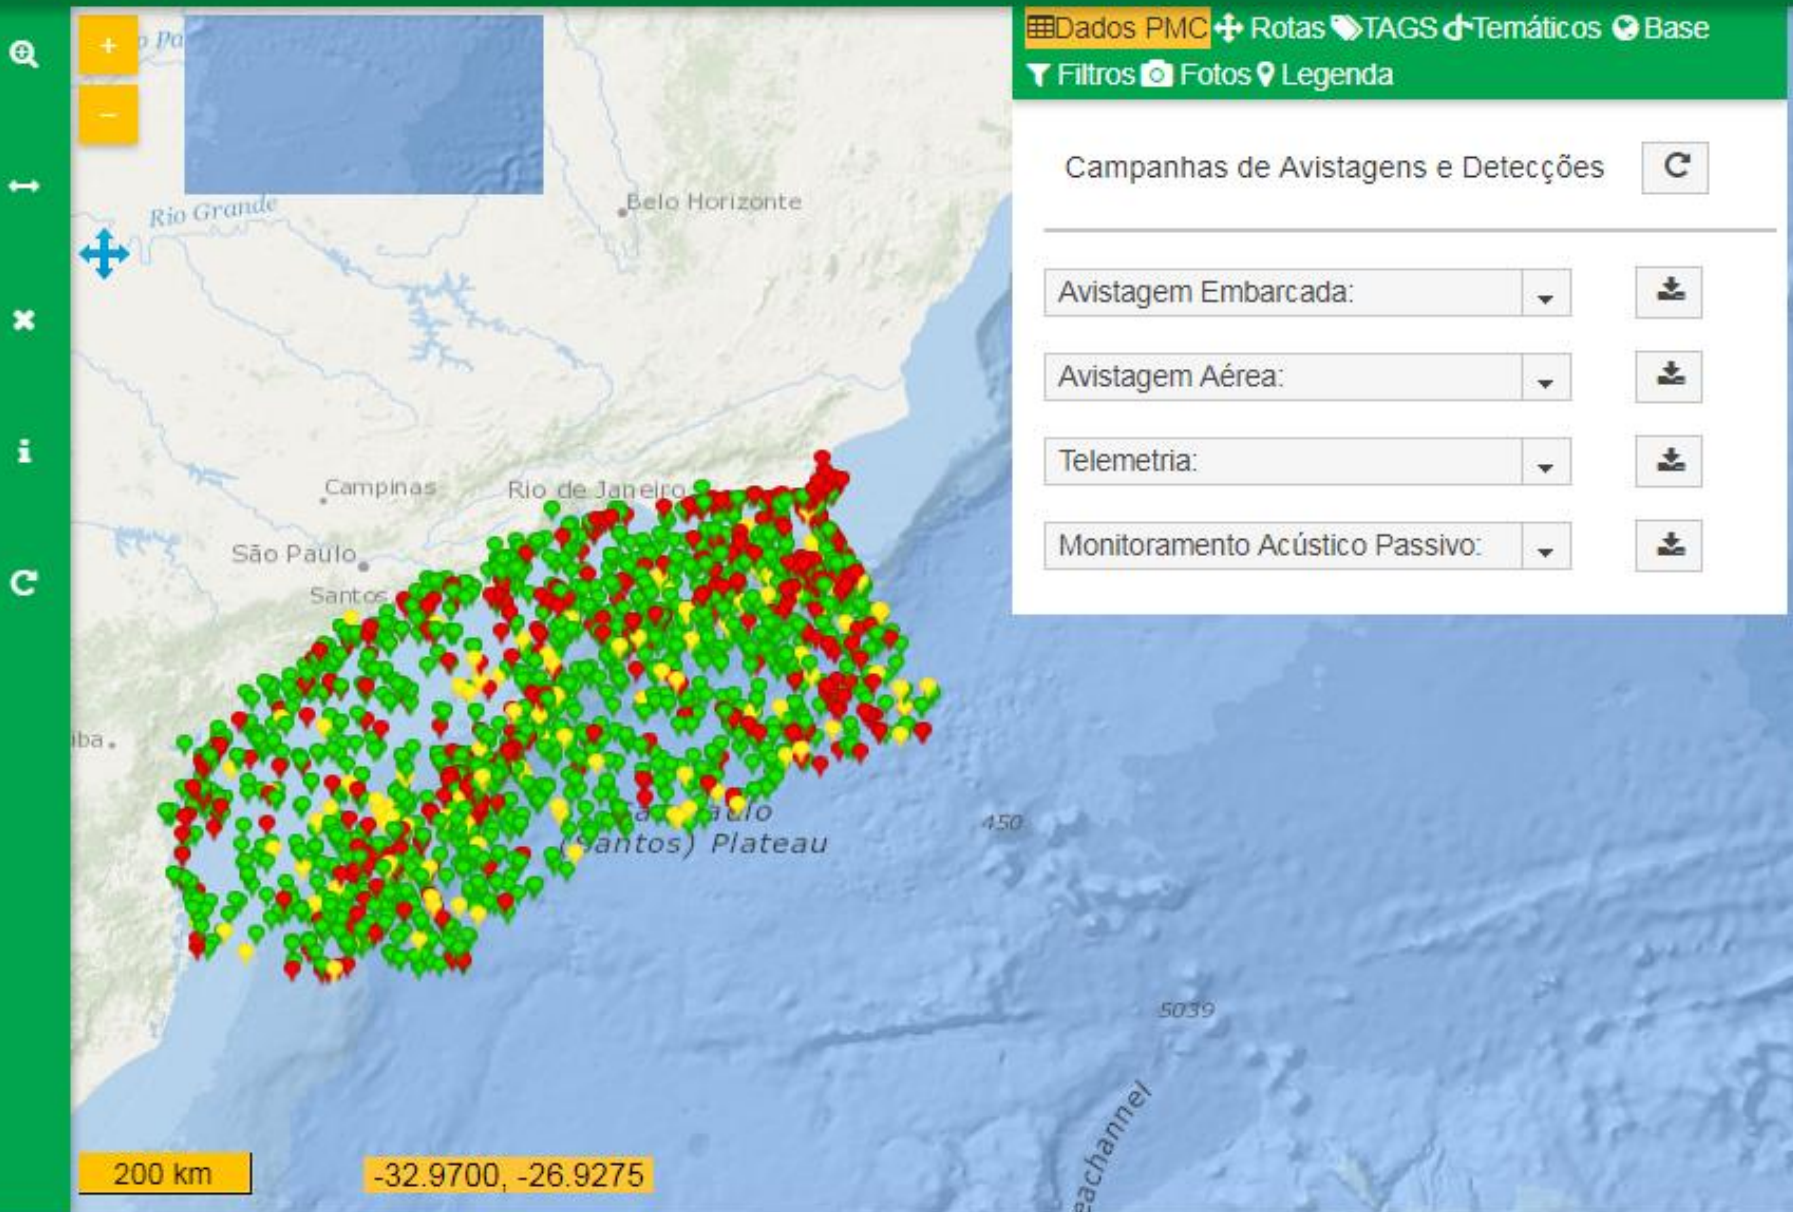 Dados PMC Rotas TAGS Temáticos Base
Filtros Fotos Legenda
Campanhas de Avistagens e Detecções
Avistagem Embarcada:
Avistagem Aérea:
Telemetria:
Monitoramento Acústico Passivo:
+
−
Rio Grande
Belo Horizonte
Campinas
Rio de Janeiro
São Paulo
Santos
(Santos) Plateau
450
5039
200 km
-32.9700, -26.9275